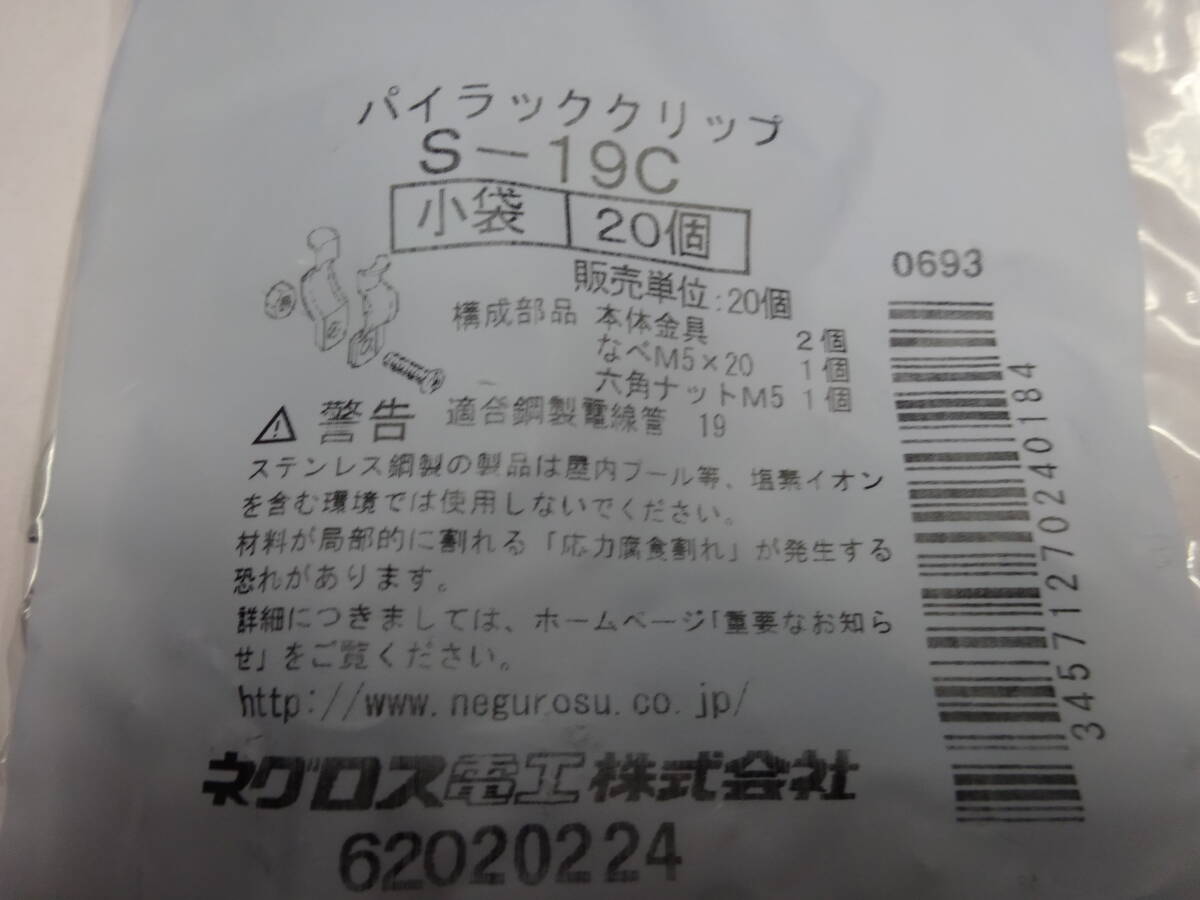 パイラッククリップ
S-19C
小袋 20個
販売単位:20個
構成部品 本体金具 2個
なべM5×20 1個
六角ナットM5 1個
⚠ 警告 適合鋼製電線管 19
ステンレス鋼製の製品は屋内プール等、塩素イオン
を含む環境では使用しないでください。
材料が局部的に割れる「応力腐食割れ」が発生する
恐れがあります。
詳細につきましては、ホームページ「重要なお知ら
せ」をご覧ください。
http://www.negurosu.co.jp/
ネグロス電工株式会社
62020224
0693
34571270240184